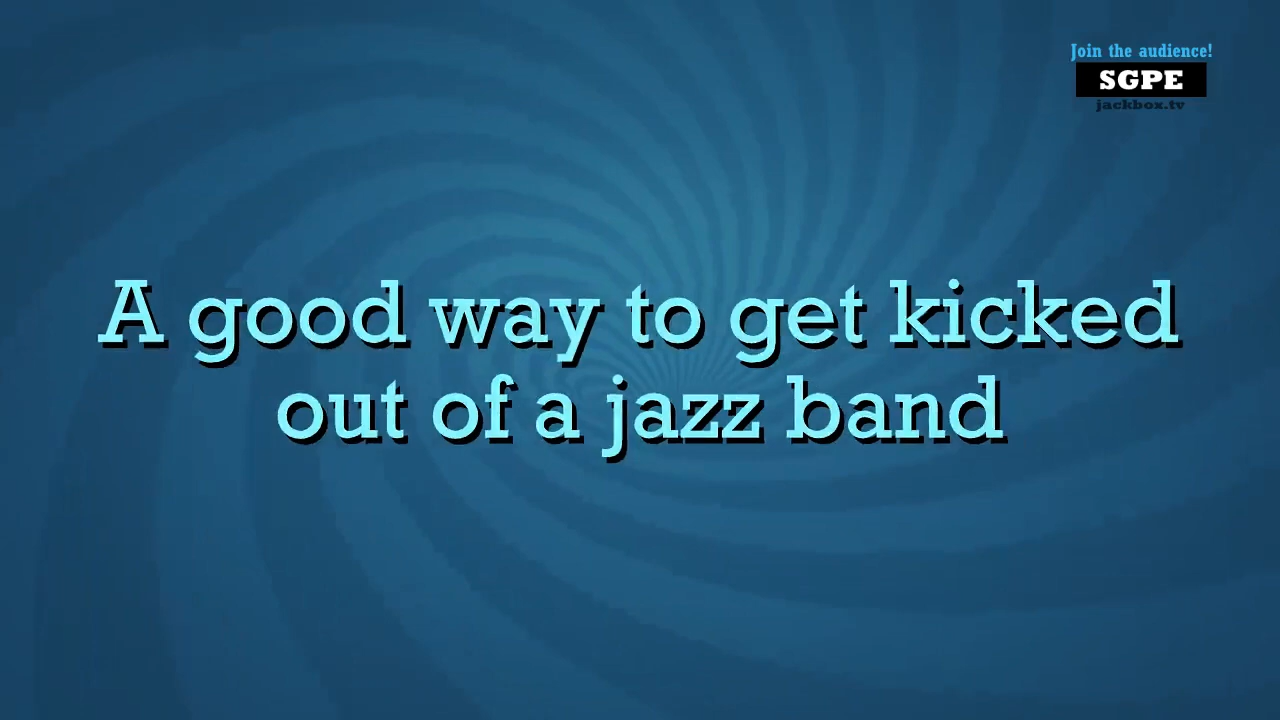 Join the audience!
SGPE
jackbox.tv
A good way to get kicked
out of a jazz band